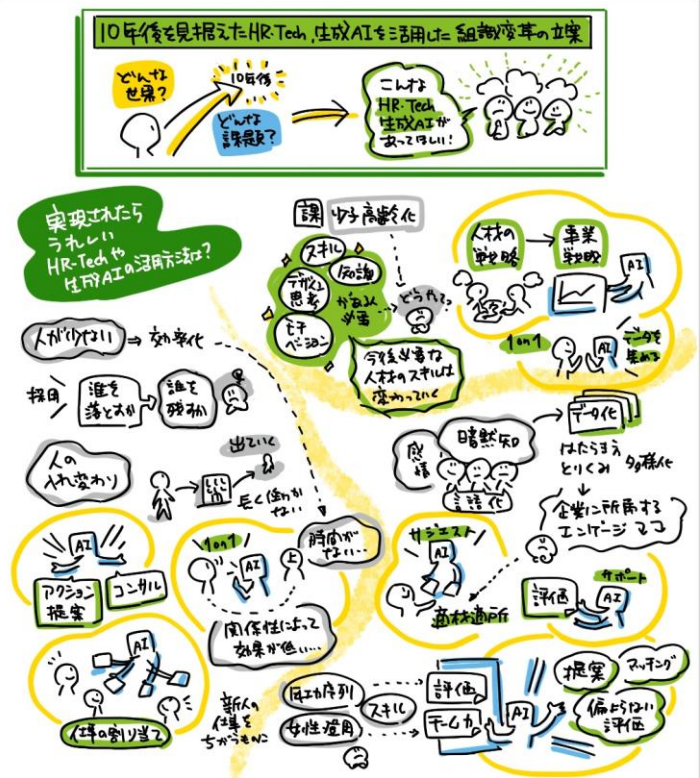 10年後を見据えたHR・Tech,生成AIを活用した組織変革の立案
どんな
世界?
10年後
どんな
課題?
こんな
HR・Tech
生成AIが
あってほしい!
実現されたら
うれしい
HR-Techや
生成AIの活用方法は?
課
少子高齢化
スキル
知識
デザイン
思考
モチ
ベーション
がある人
必要
どうやって?
今後必要な
人材のスキルは
変わっていく
人材の
戦略
事業
戦略
AI
1on1
AI
データを
集める
人が少ない
⇒ 効率化
採用
誰を
落とすか
誰を
残すか
人の
入れ変わり
出ていく
長く働か
ない
感情
暗黙知
言語化
データ化
はたらき方
とりくみ
多様化
企業に所属する
エンゲージ
AI
アクション
提案
コンサル
1on1
AI
上
時間が
ない…
関係性によって
効果が低い…
サジェスト
AI
適材適所
サポート
評価
AI
AI
仕事の割り当て
新人の
仕事を
ちがうものに
年功序列
女性登用
スキル
評価
チーム力
AI
提案
マッチング
偏よらない
評価